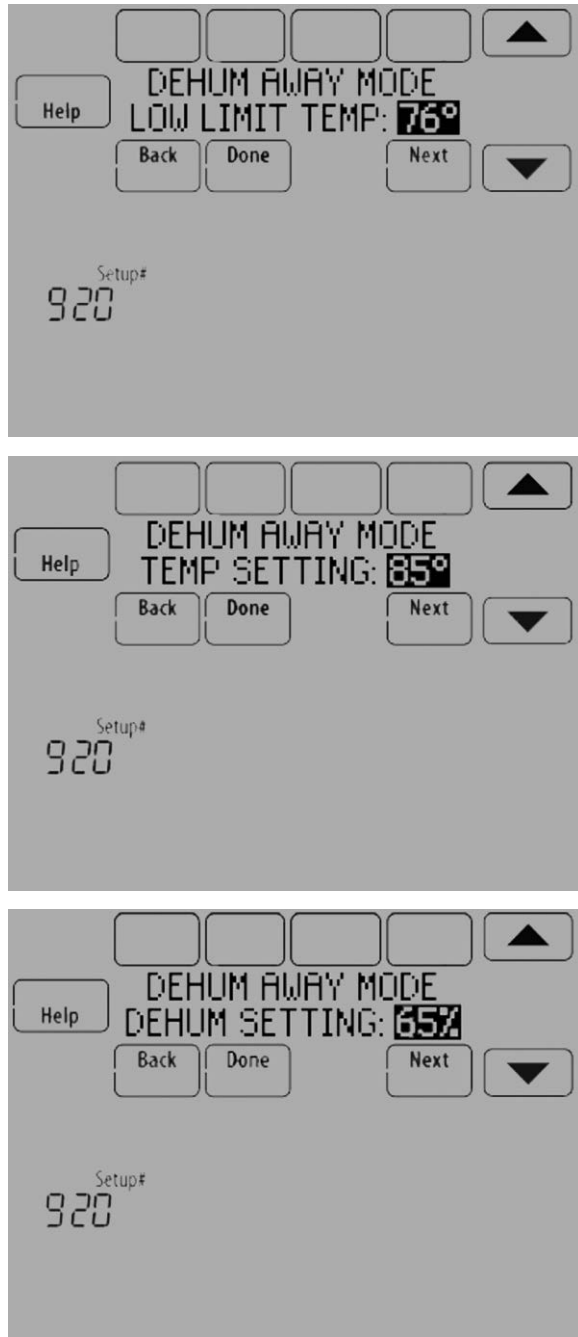 DEHUM AWAY MODE
Help
LOW LIMIT TEMP: 76°
Back Done Next
Setup#
920
DEHUM AWAY MODE
Help
TEMP SETTING: 85°
Back Done Next
Setup#
920
DEHUM AWAY MODE
Help
DEHUM SETTING: 65%
Back Done Next
Setup#
920